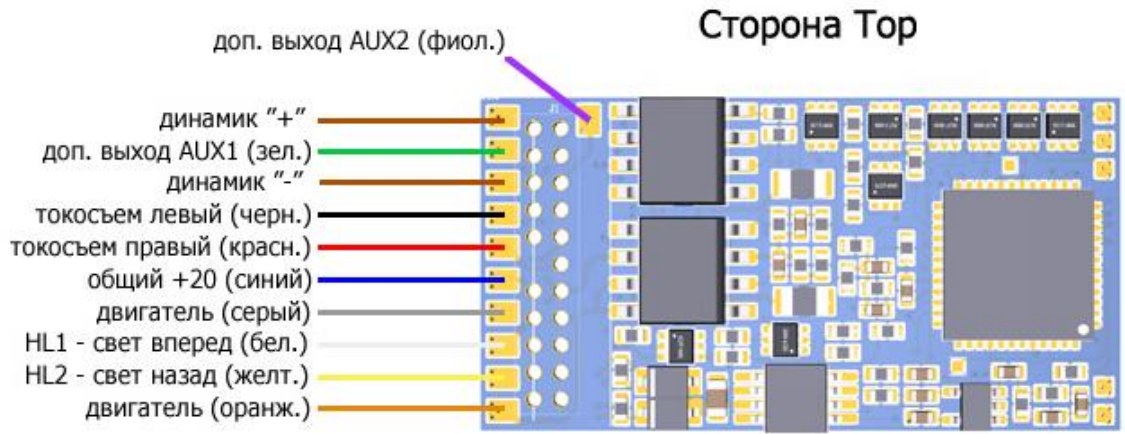 Сторона Top
доп. выход AUX2 (фиол.)
динамик "+"
доп. выход AUX1 (зел.)
динамик "-"
токосъем левый (черн.)
токосъем правый (красн.)
общий +20 (синий)
двигатель (серый)
HL1 - свет вперед (бел.)
HL2 - свет назад (желт.)
двигатель (оранж.)
J1